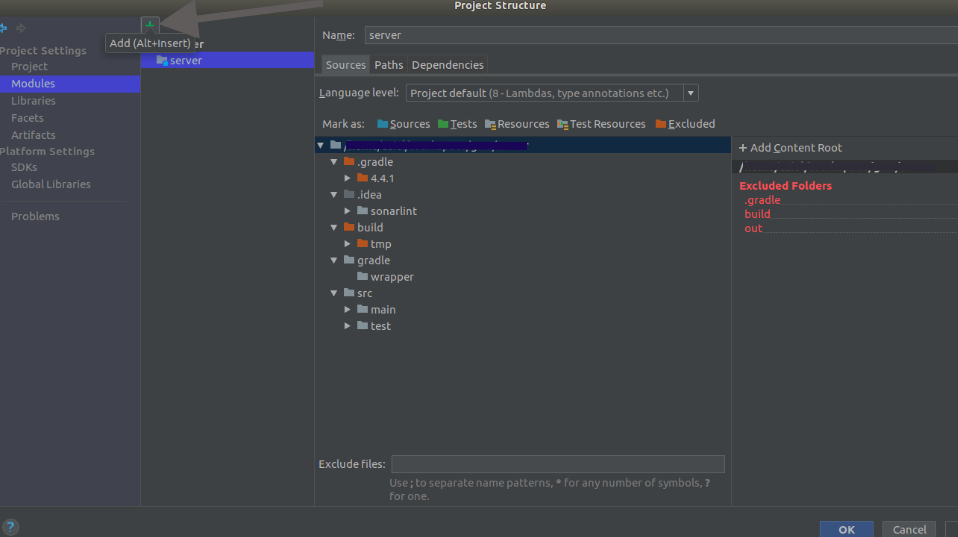 Project Structure
Add (Alt+Insert)
er
server
Project Settings
Project
Modules
Libraries
Facets
Artifacts
Platform Settings
SDKs
Global Libraries
Problems
Name: server
Sources Paths Dependencies
Language level: Project default (8 - Lambdas, type annotations etc.)
Mark as: Sources Tests Resources Test Resources Excluded
.gradle
4.4.1
.idea
sonarlint
build
tmp
gradle
wrapper
src
main
test
+ Add Content Root
Excluded Folders
.gradle
build
out
Exclude files:
Use ; to separate name patterns, * for any number of symbols, ?
for one.
?
OK Cancel